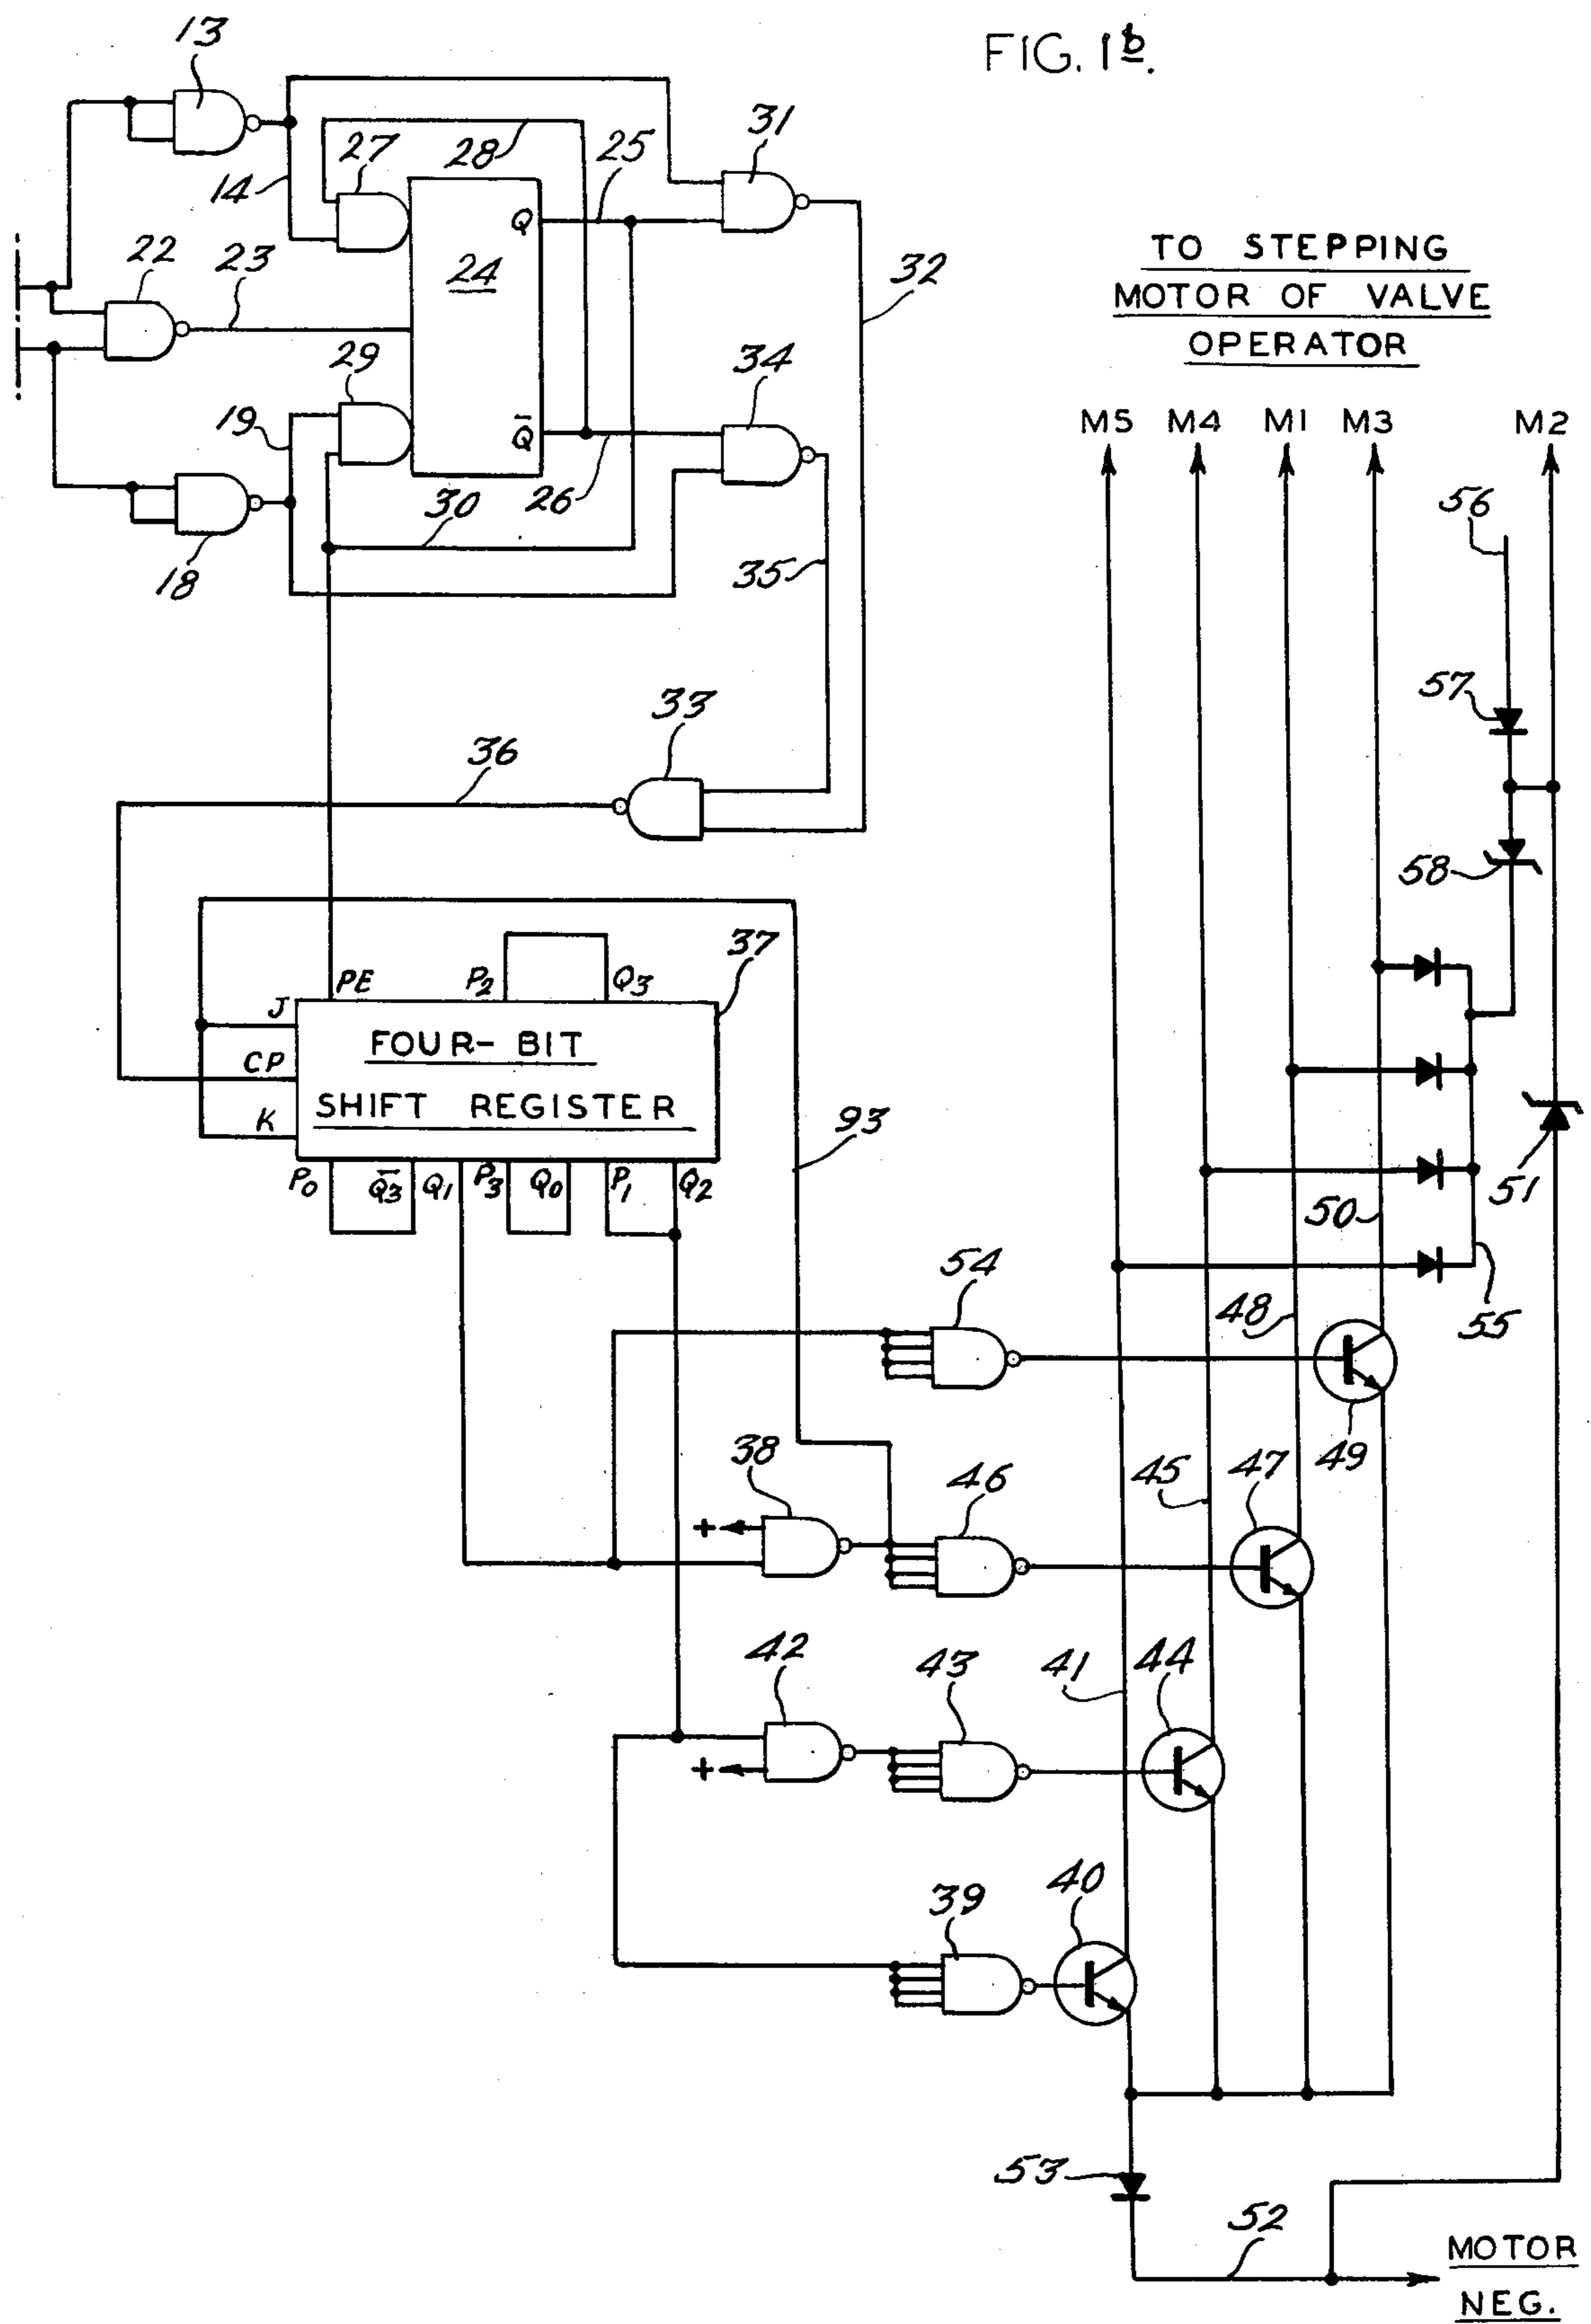 FIG. 1b.
13
27
28
25
31
14
22
23
24
Q
32
TO STEPPING
MOTOR OF VALVE
OPERATOR
29
34
19
Q̅
M5 M4 M1 M3 M2
18
30
26
35
56
57
33
36
58
37
PE
P2
Q3
J
FOUR-BIT
CP
SHIFT REGISTER
K
93
P0
Q̅3
Q1
P3
Q0
P1
Q2
50
51
54
48
55
38
46
45
47
49
42
43
41
44
39
40
53
52
MOTOR
NEG.
+
+